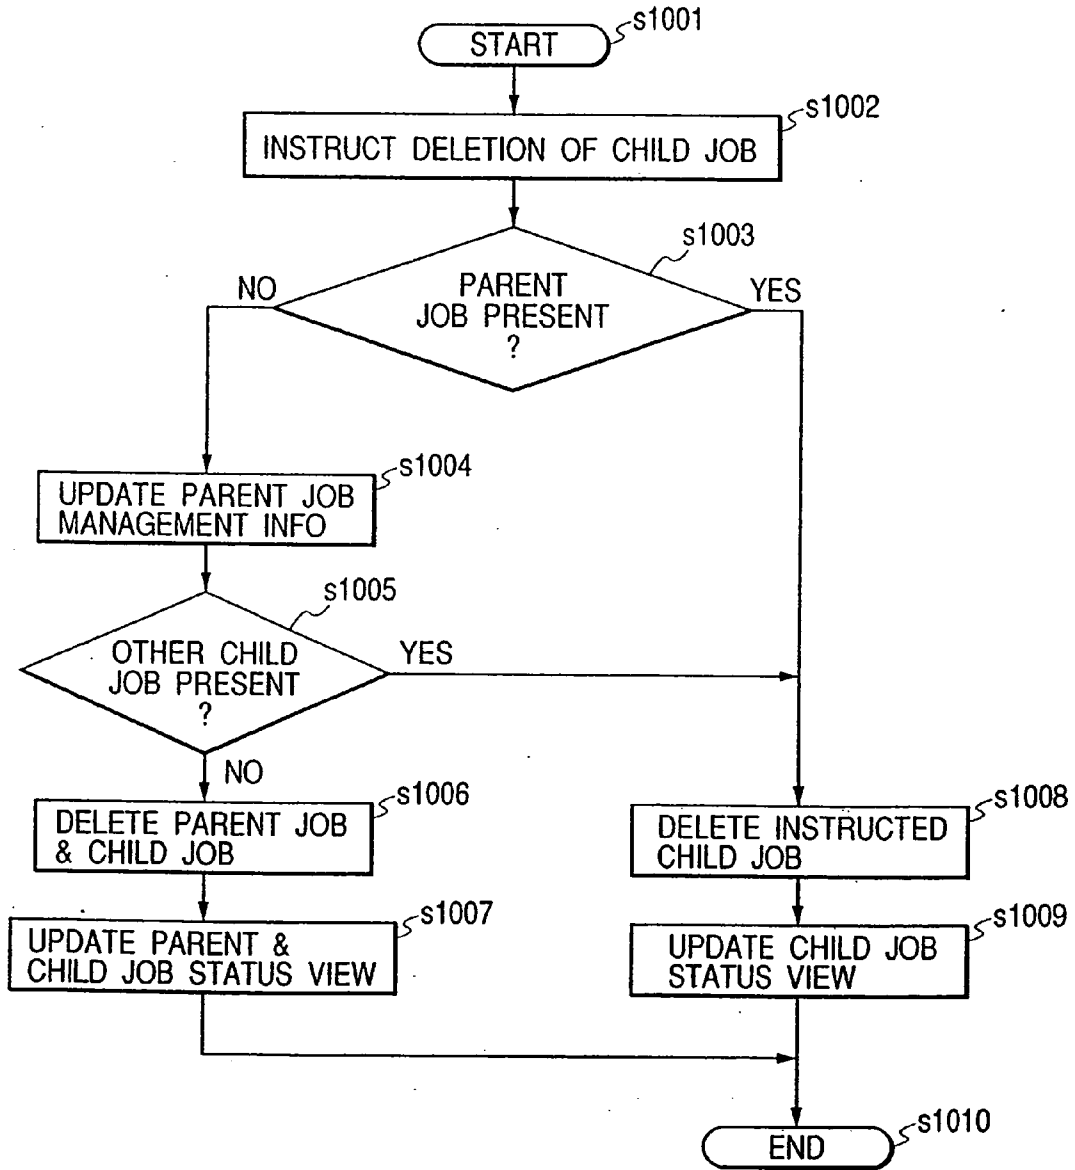 START
s1001
INSTRUCT DELETION OF CHILD JOB
s1002
PARENT
JOB PRESENT
?
s1003
NO
YES
UPDATE PARENT JOB
MANAGEMENT INFO
s1004
OTHER CHILD
JOB PRESENT
?
s1005
YES
NO
DELETE PARENT JOB
& CHILD JOB
s1006
UPDATE PARENT &
CHILD JOB STATUS VIEW
s1007
DELETE INSTRUCTED
CHILD JOB
s1008
UPDATE CHILD JOB
STATUS VIEW
s1009
END
s1010